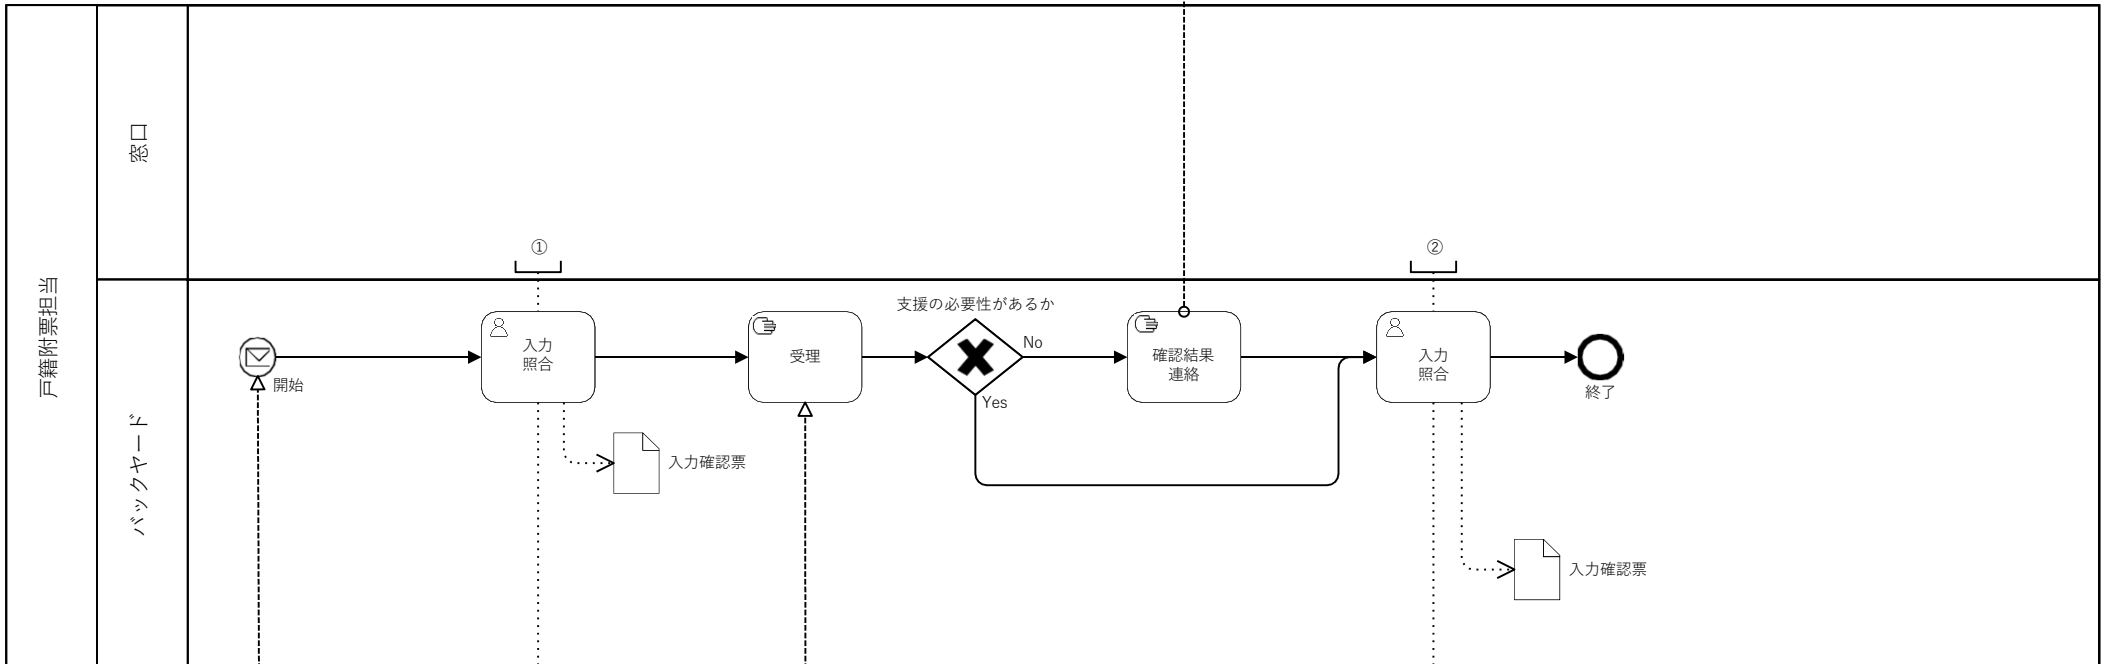 戸籍附票担当
窓口
バックヤード
①
②
開始
入力
照合
入力確認票
受理
支援の必要性があるか
No
Yes
確認結果
連絡
入力
照合
入力確認票
終了